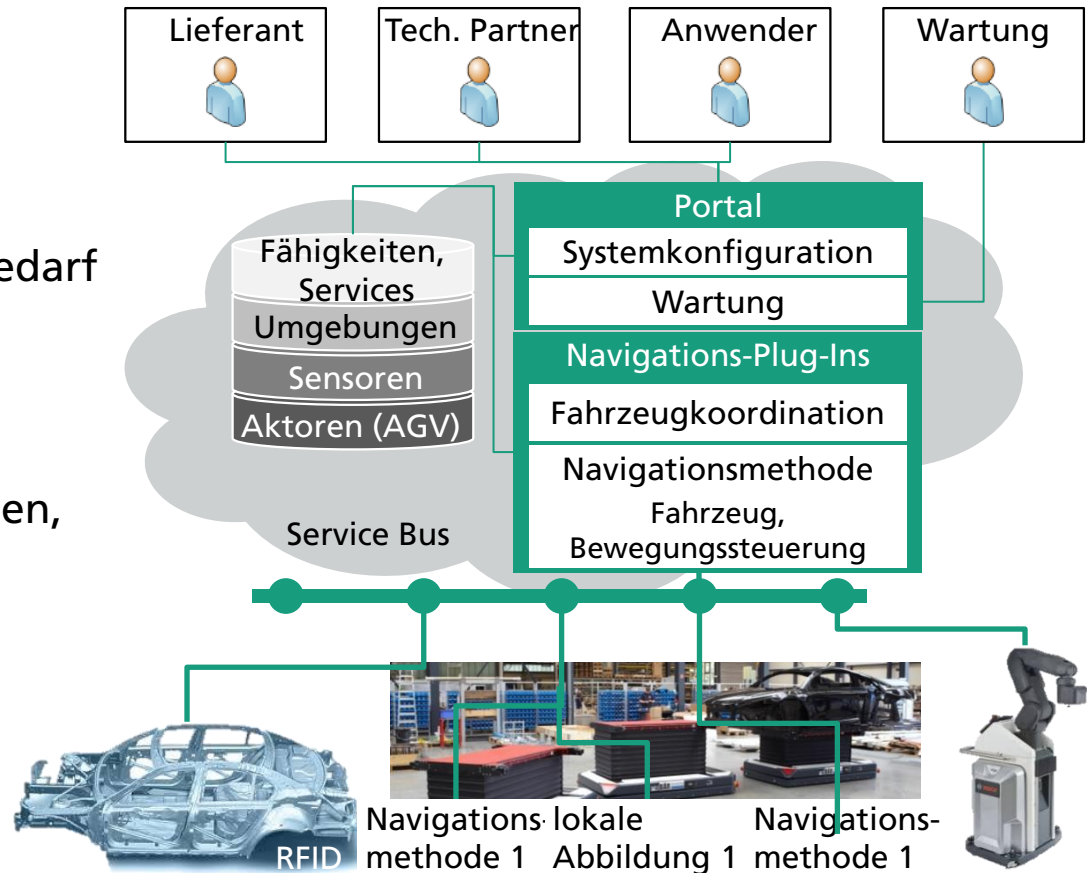 Lieferant
Tech. Partner
Anwender
Wartung
edarf
en,
Fähigkeiten,
Services
Umgebungen
Sensoren
Aktoren (AGV)
Service Bus
Portal
Systemkonfiguration
Wartung
Navigations-Plug-Ins
Fahrzeugkoordination
Navigationsmethode
Fahrzeug,
Bewegungssteuerung
RFID
Navigations-
methode 1
lokale
Abbildung 1
Navigations-
methode 1
BOSCH